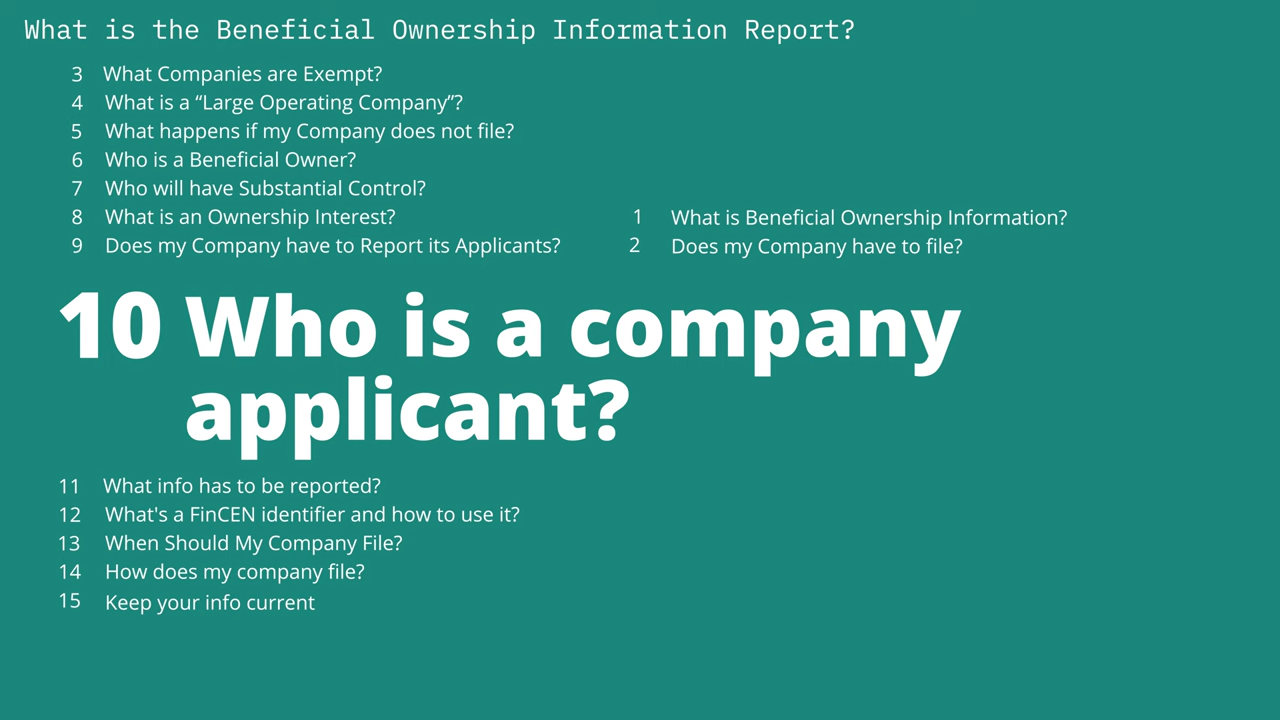 What is the Beneficial Ownership Information Report?
3 What Companies are Exempt?
4 What is a “Large Operating Company”?
5 What happens if my Company does not file?
6 Who is a Beneficial Owner?
7 Who will have Substantial Control?
8 What is an Ownership Interest?
9 Does my Company have to Report its Applicants?
1 What is Beneficial Ownership Information?
2 Does my Company have to file?
10 Who is a company
applicant?
11 What info has to be reported?
12 What's a FinCEN identifier and how to use it?
13 When Should My Company File?
14 How does my company file?
15 Keep your info current